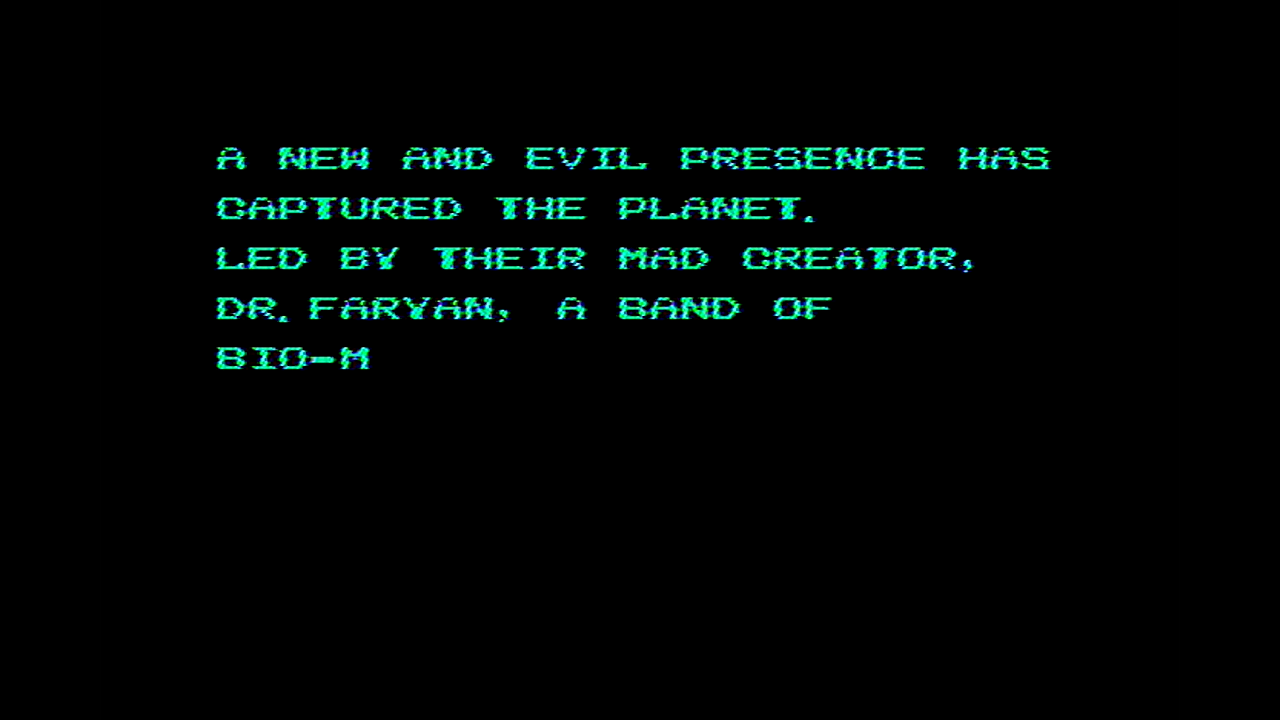 A NEW AND EVIL PRESENCE HAS
CAPTURED THE PLANET.
LED BY THEIR MAD CREATOR,
DR. FARYAN, A BAND OF
BIO-M